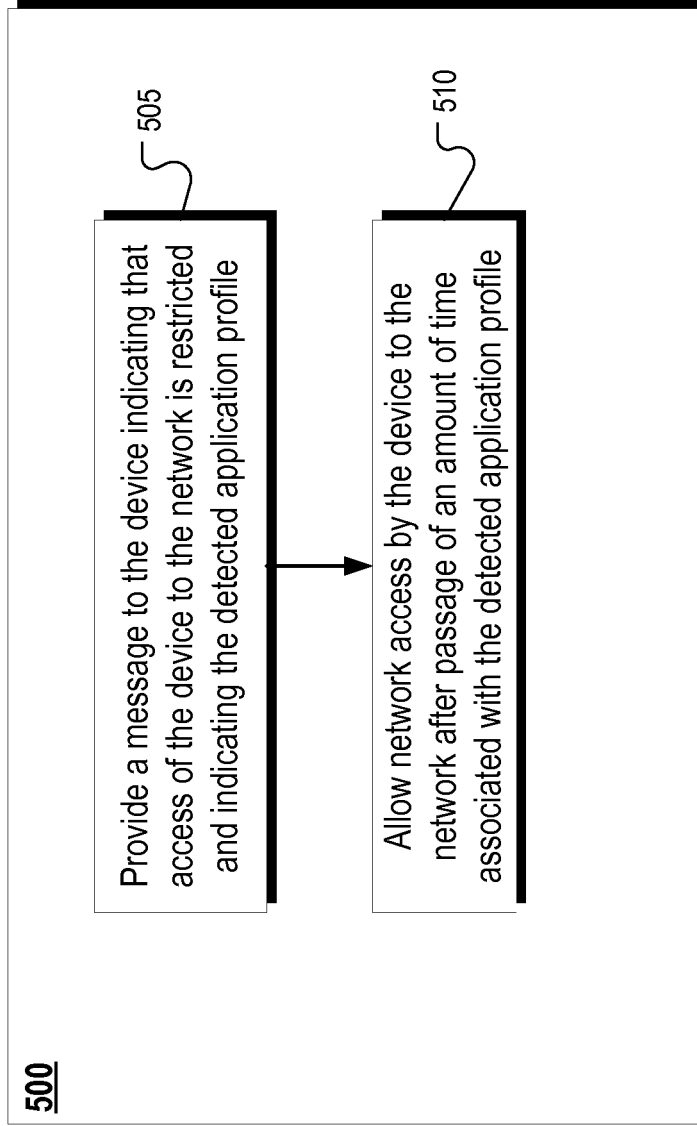 500
Provide a message to the device indicating that
access of the device to the network is restricted
and indicating the detected application profile
505
Allow network access by the device to the
network after passage of an amount of time
associated with the detected application profile
510